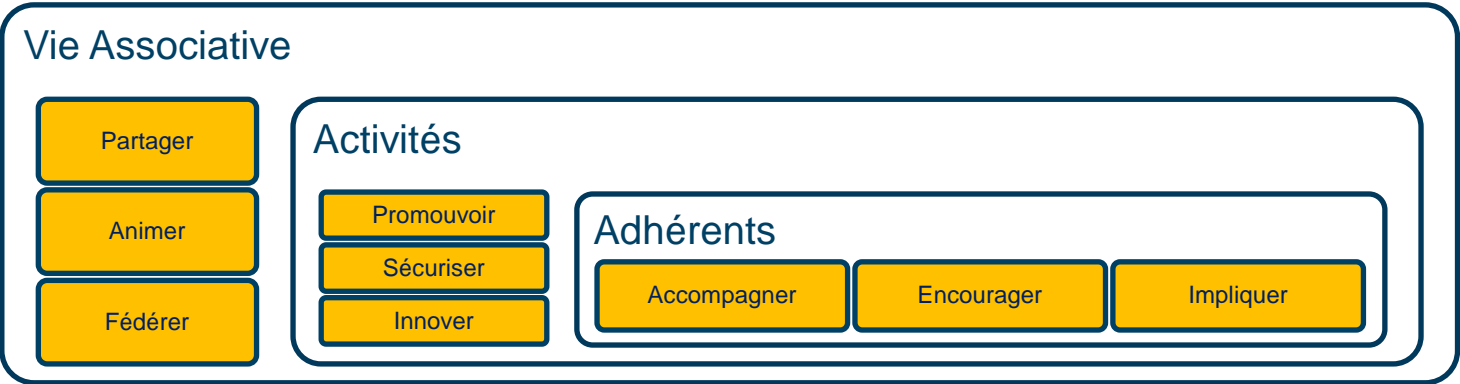 Vie Associative
Partager
Animer
Fédérer
Activités
Promouvoir
Sécuriser
Innover
Adhérents
Accompagner
Encourager
Impliquer